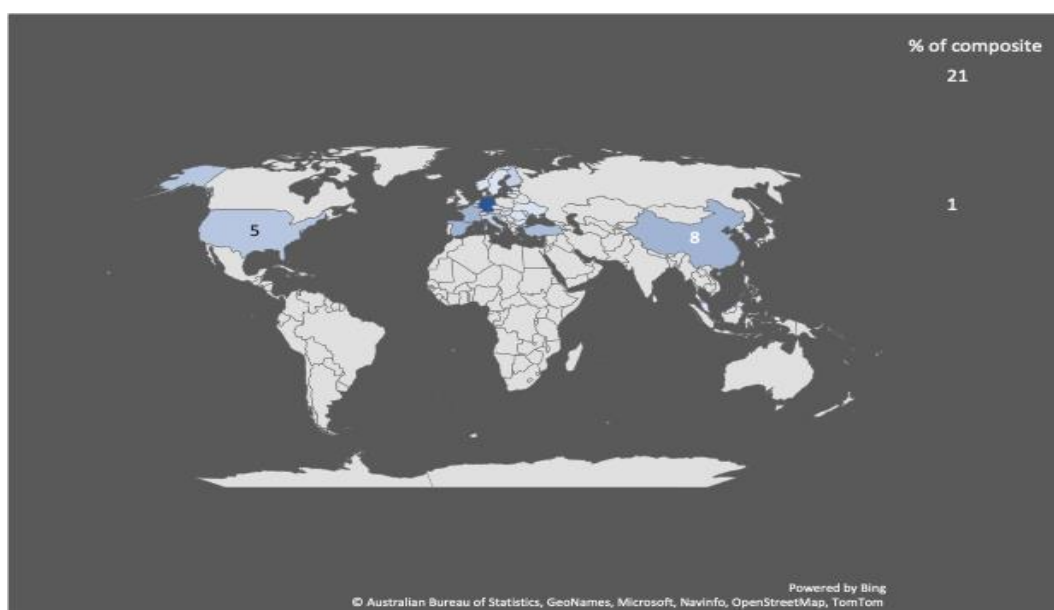 % of composite
21
1
5
8
Powered by Bing
© Australian Bureau of Statistics, GeoNames, Microsoft, Navinfo, OpenStreetMap, TomTom